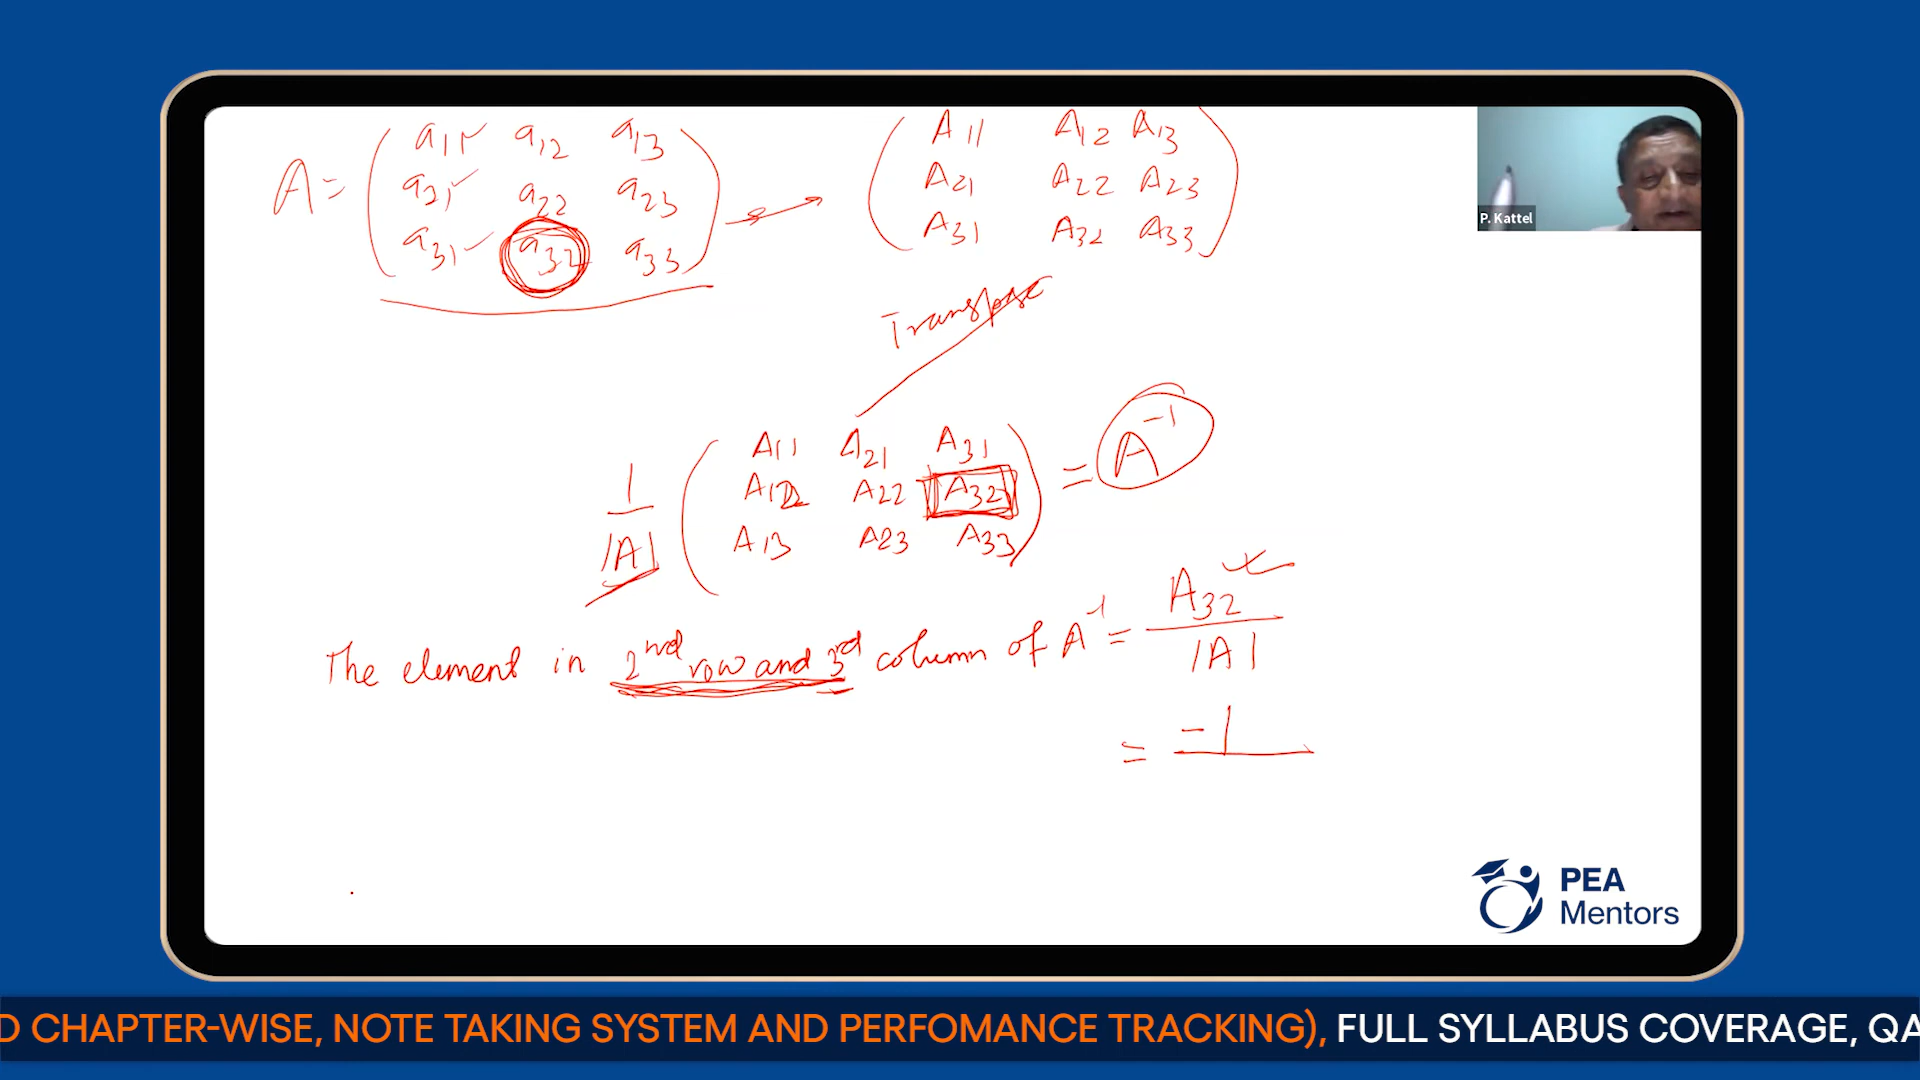 A = ( a11 a12 a13
a21 a22 a23
a31 a32 a33 ) → ( A11 A12 A13
A21 A22 A23
A31 A32 A33 )
P. Kattel
Transpose
1/|A| ( A11 A21 A31
A12 A22 A32
A13 A23 A33 ) = A⁻¹
The element in 2nd row and 3rd column of A⁻¹ = A32/|A|
= -1
PEA
Mentors
D CHAPTER-WISE, NOTE TAKING SYSTEM AND PERFOMANCE TRACKING), FULL SYLLABUS COVERAGE, QA